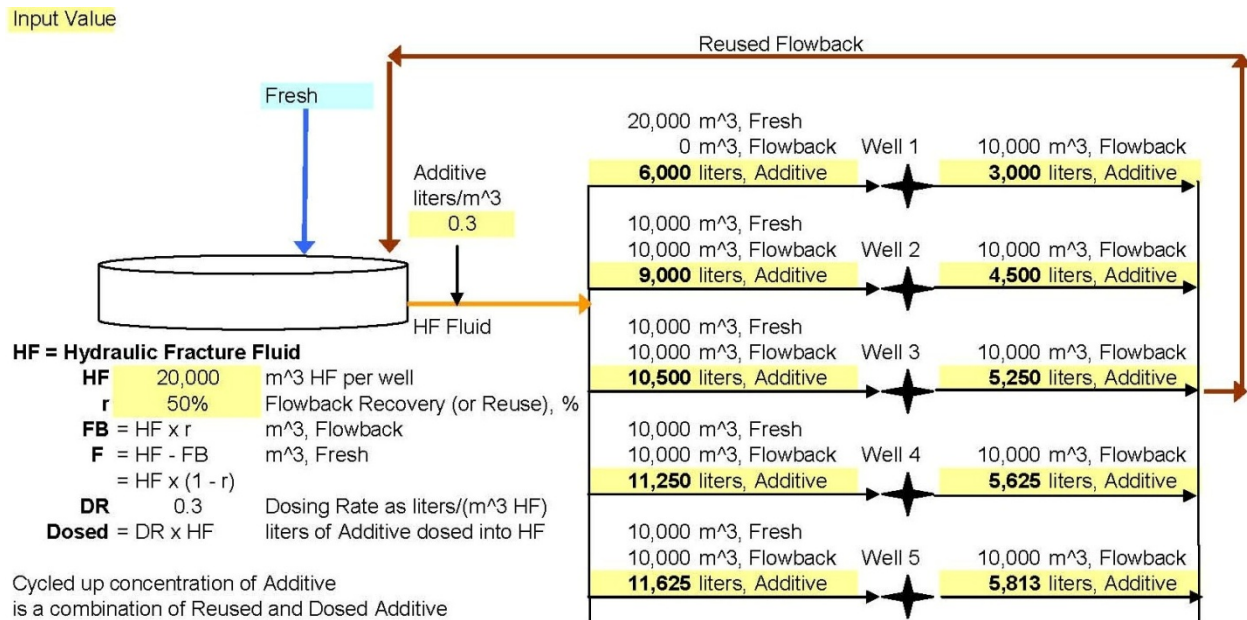 Input Value
Reused Flowback
Fresh
Additive
liters/m^3
0.3
HF Fluid
20,000 m^3, Fresh
0 m^3, Flowback Well 1 10,000 m^3, Flowback
6,000 liters, Additive 3,000 liters, Additive
10,000 m^3, Fresh
10,000 m^3, Flowback Well 2 10,000 m^3, Flowback
9,000 liters, Additive 4,500 liters, Additive
10,000 m^3, Fresh
10,000 m^3, Flowback Well 3 10,000 m^3, Flowback
10,500 liters, Additive 5,250 liters, Additive
10,000 m^3, Fresh
10,000 m^3, Flowback Well 4 10,000 m^3, Flowback
11,250 liters, Additive 5,625 liters, Additive
10,000 m^3, Fresh
10,000 m^3, Flowback Well 5 10,000 m^3, Flowback
11,625 liters, Additive 5,813 liters, Additive
HF = Hydraulic Fracture Fluid
HF 20,000 m^3 HF per well
r 50% Flowback Recovery (or Reuse), %
FB = HF x r m^3, Flowback
F = HF - FB m^3, Fresh
= HF x (1 - r)
DR 0.3 Dosing Rate as liters/(m^3 HF)
Dosed = DR x HF liters of Additive dosed into HF
Cycled up concentration of Additive
is a combination of Reused and Dosed Additive